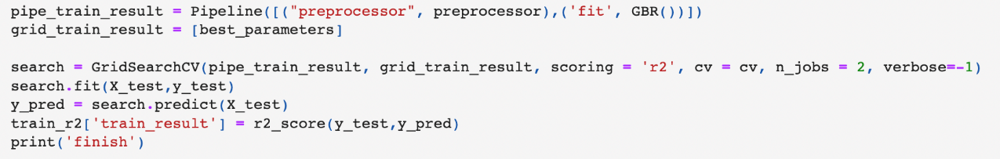 pipe_train_result = Pipeline([("preprocessor", preprocessor),('fit', GBR())])
grid_train_result = [best_parameters]
search = GridSearchCV(pipe_train_result, grid_train_result, scoring = 'r2', cv = cv, n_jobs = 2, verbose=-1)
search.fit(X_test,y_test)
y_pred = search.predict(X_test)
train_r2['train_result'] = r2_score(y_test,y_pred)
print('finish')